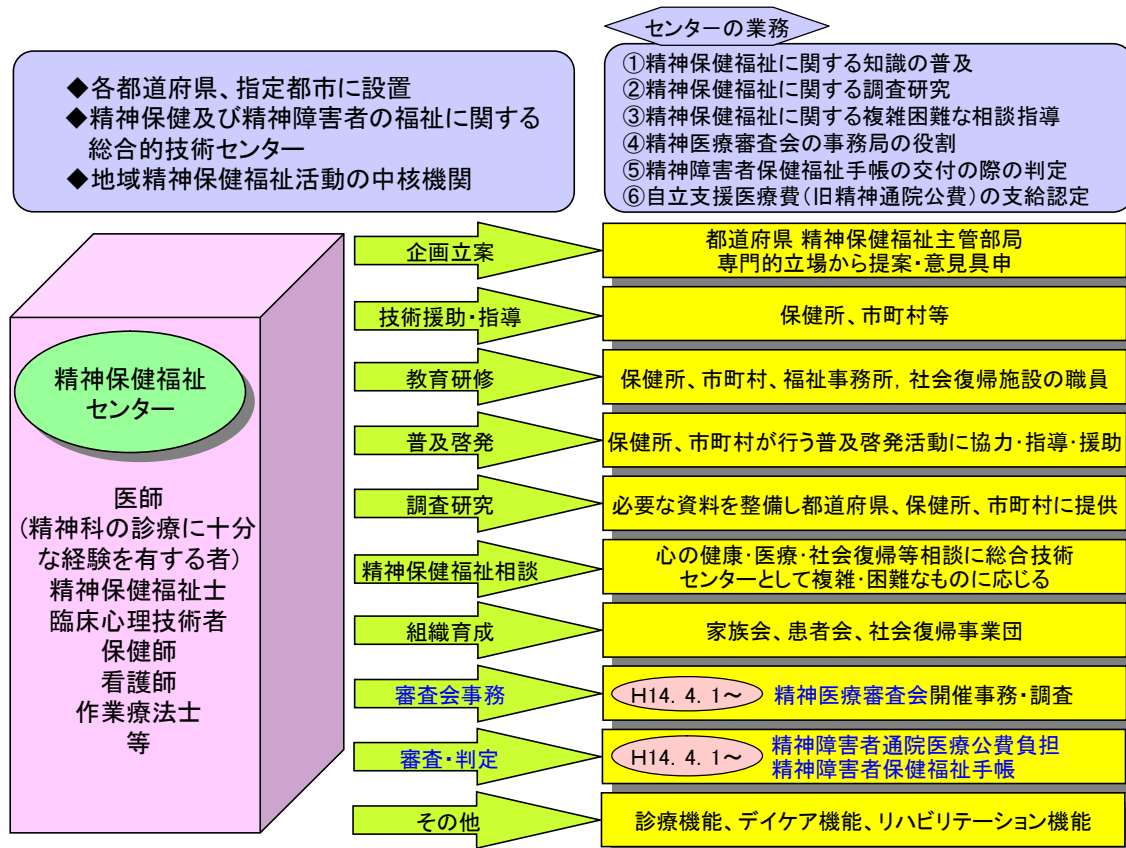 センターの業務
◆各都道府県、指定都市に設置
◆精神保健及び精神障害者の福祉に関する
総合的技術センター
◆地域精神保健福祉活動の中核機関
①精神保健福祉に関する知識の普及
②精神保健福祉に関する調査研究
③精神保健福祉に関する複雑困難な相談指導
④精神医療審査会の事務局の役割
⑤精神障害者保健福祉手帳の交付の際の判定
⑥自立支援医療費(旧精神通院公費)の支給認定
精神保健福祉
センター
医師
(精神科の診療に十分
な経験を有する者)
精神保健福祉士
臨床心理技術者
保健師
看護師
作業療法士
等
企画立案
都道府県 精神保健福祉主管部局
専門的立場から提案・意見具申
技術援助・指導
保健所、市町村等
教育研修
保健所、市町村、福祉事務所,社会復帰施設の職員
普及啓発
保健所、市町村が行う普及啓発活動に協力・指導・援助
調査研究
必要な資料を整備し都道府県、保健所、市町村に提供
精神保健福祉相談
心の健康・医療・社会復帰等相談に総合技術
センターとして複雑・困難なものに応じる
組織育成
家族会、患者会、社会復帰事業団
審査会事務
H14. 4. 1~ 精神医療審査会開催事務・調査
審査・判定
H14. 4. 1~ 精神障害者通院医療公費負担
精神障害者保健福祉手帳
その他
診療機能、デイケア機能、リハビリテーション機能